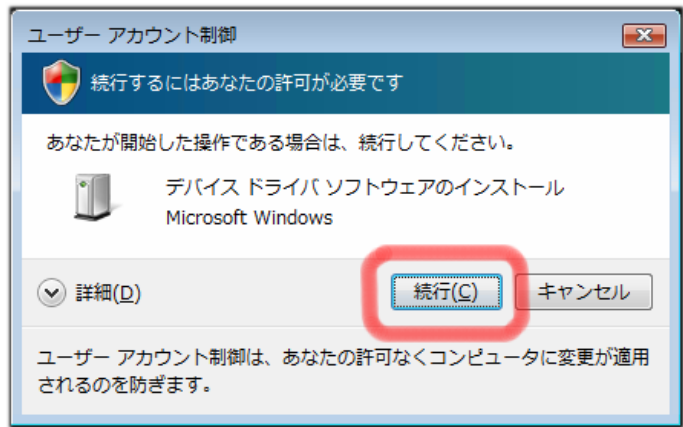 ユーザー アカウント制御
続行するにはあなたの許可が必要です
あなたが開始した操作である場合は、続行してください。
デバイス ドライバ ソフトウェアのインストール
Microsoft Windows
詳細(D)
続行(C)
キャンセル
ユーザー アカウント制御は、あなたの許可なくコンピュータに変更が適用
されるのを防ぎます。